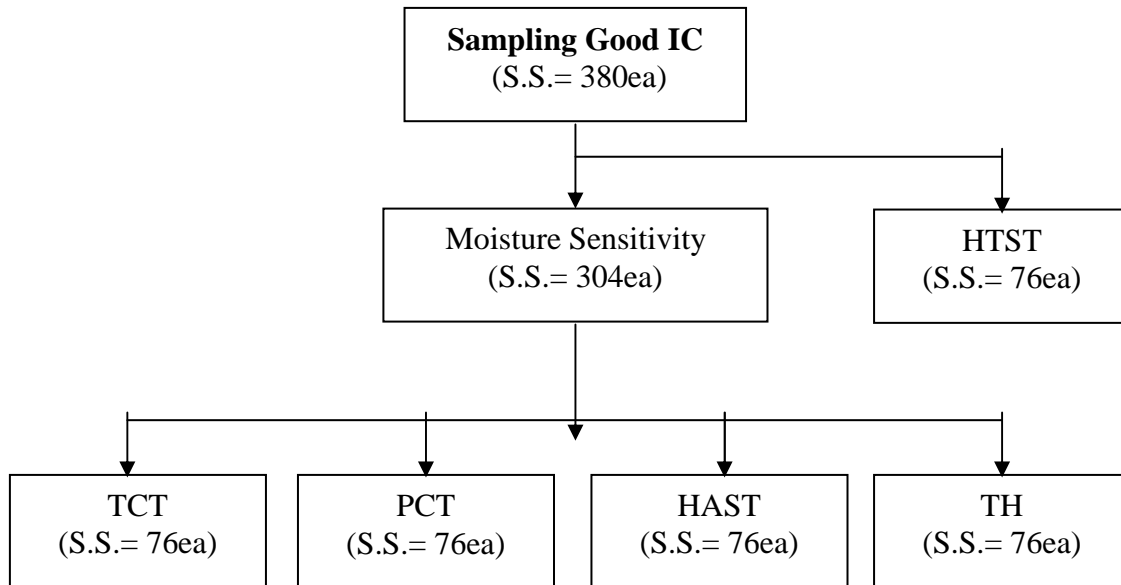 Sampling Good IC
(S.S.= 380ea)
Moisture Sensitivity
(S.S.= 304ea)
HTST
(S.S.= 76ea)
TCT
(S.S.= 76ea)
PCT
(S.S.= 76ea)
HAST
(S.S.= 76ea)
TH
(S.S.= 76ea)